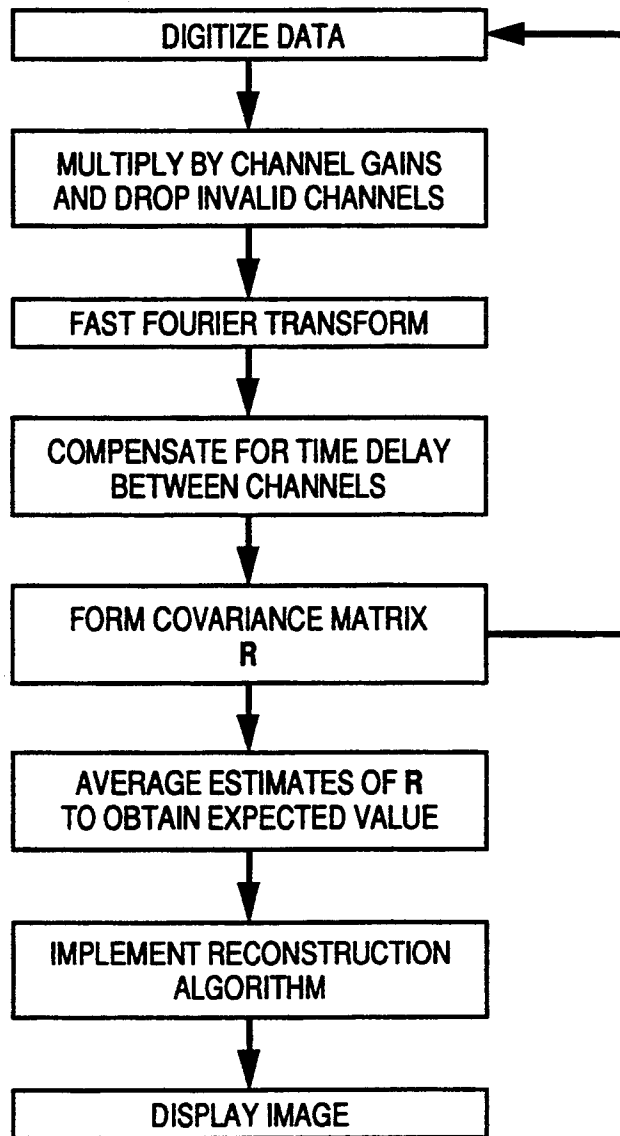 DIGITIZE DATA
MULTIPLY BY CHANNEL GAINS
AND DROP INVALID CHANNELS
FAST FOURIER TRANSFORM
COMPENSATE FOR TIME DELAY
BETWEEN CHANNELS
FORM COVARIANCE MATRIX
R
AVERAGE ESTIMATES OF R
TO OBTAIN EXPECTED VALUE
IMPLEMENT RECONSTRUCTION
ALGORITHM
DISPLAY IMAGE